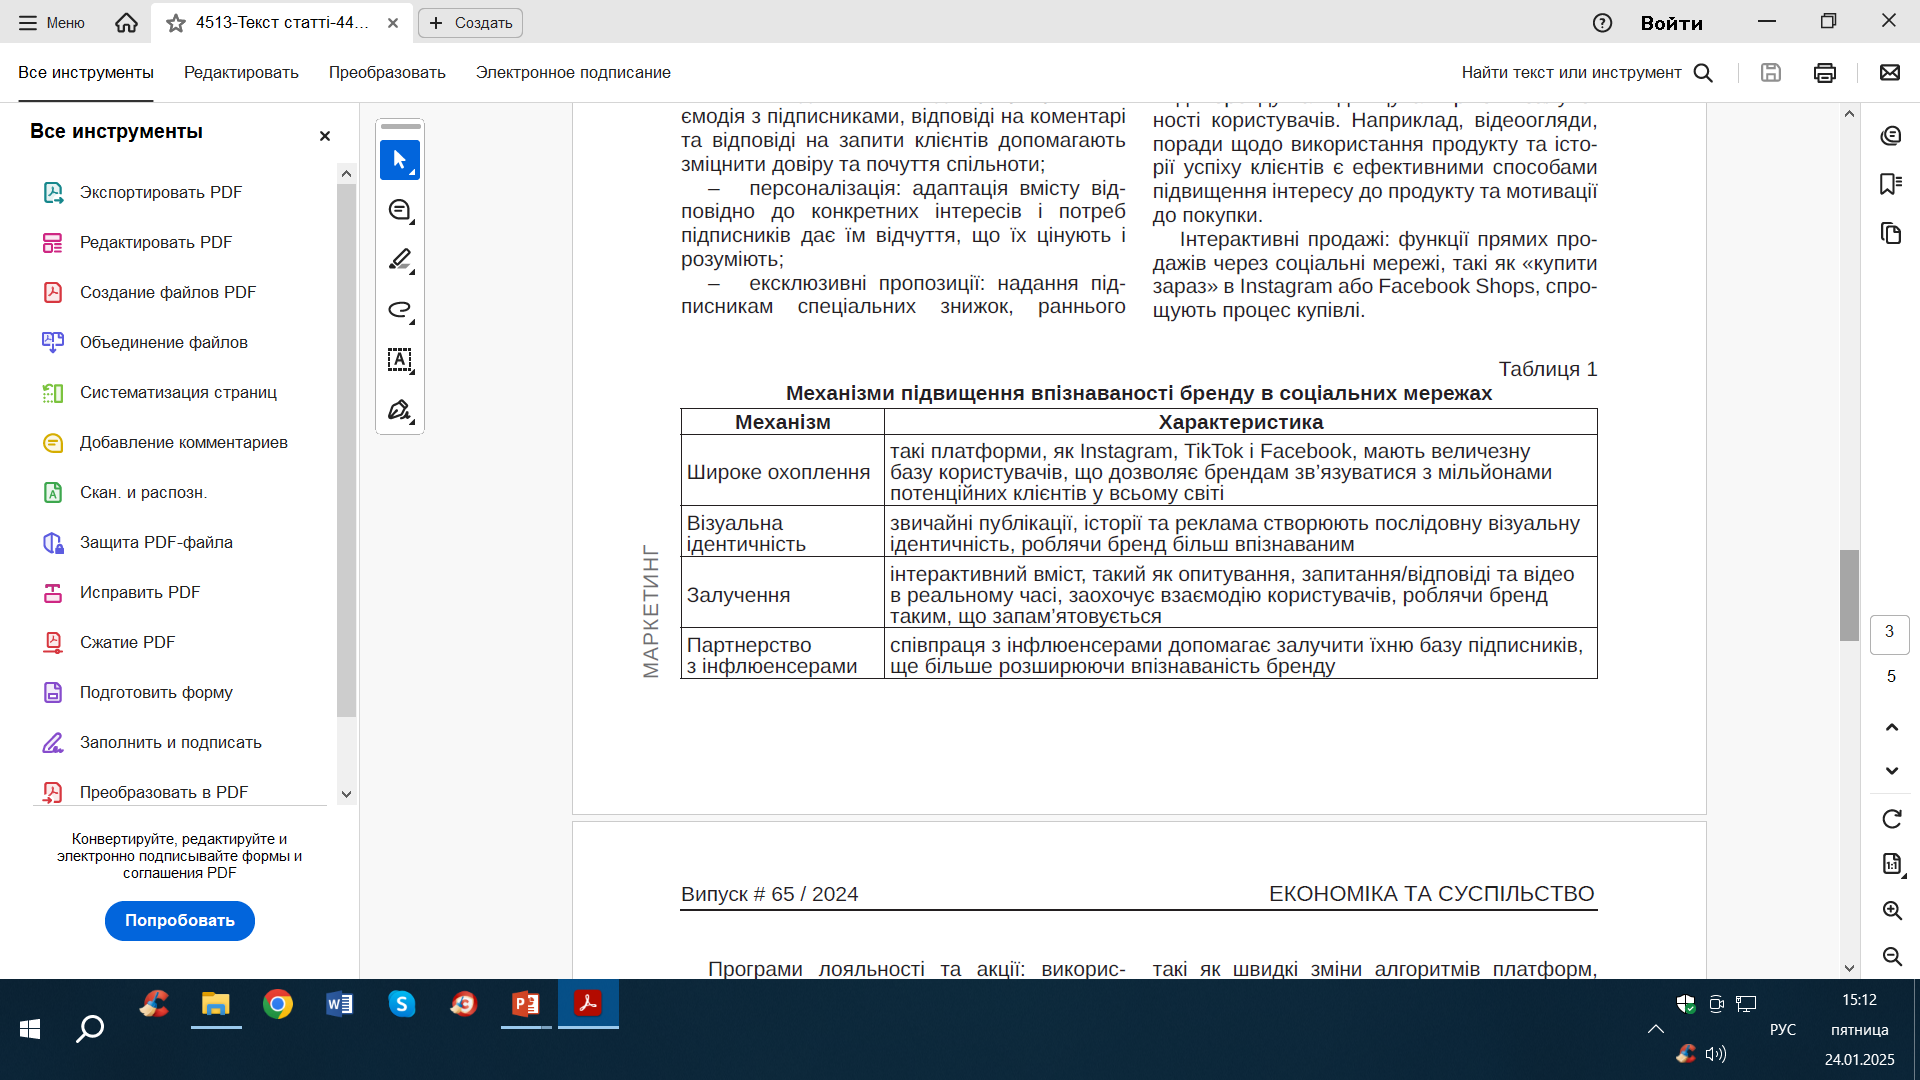 Меню
4513-Текст статті-44...
Создать
Войти
Все инструменты
Редактировать
Преобразовать
Электронное подписание
Найти текст или инструмент
Все инструменты
Экспортировать PDF
Редактировать PDF
Создание файлов PDF
Объединение файлов
Систематизация страниц
Добавление комментариев
Скан. и распозн.
Защита PDF-файла
Исправить PDF
Сжатие PDF
Подготовить форму
Заполнить и подписать
Преобразовать в PDF
Конвертируйте, редактируйте и
электронно подписывайте формы и
соглашения PDF
Попробовать
ємодія з підписниками, відповіді на коментарі
та відповіді на запити клієнтів допомагають
зміцнити довіру та почуття спільноти;
– персоналізація: адаптація вмісту від-
повідно до конкретних інтересів і потреб
підписників дає їм відчуття, що їх цінують і
розуміють;
– ексклюзивні пропозиції: надання під-
писникам спеціальних знижок, раннього
ності користувачів. Наприклад, відеоогляди,
поради щодо використання продукту та істо-
рії успіху клієнтів є ефективними способами
підвищення інтересу до продукту та мотивації
до покупки.
Інтерактивні продажі: функції прямих про-
дажів через соціальні мережі, такі як «купити
зараз» в Instagram або Facebook Shops, спро-
щують процес купівлі.
Таблиця 1
Механізми підвищення впізнаваності бренду в соціальних мережах
Механізм
Характеристика
Широке охоплення
такі платформи, як Instagram, TikTok і Facebook, мають величезну
базу користувачів, що дозволяє брендам зв’язуватися з мільйонами
потенційних клієнтів у всьому світі
Візуальна
ідентичність
звичайні публікації, історії та реклама створюють послідовну візуальну
ідентичність, роблячи бренд більш впізнаваним
Залучення
інтерактивний вміст, такий як опитування, запитання/відповіді та відео
в реальному часі, заохочує взаємодію користувачів, роблячи бренд
таким, що запам’ятовується
Партнерство
з інфлюенсерами
співпраця з інфлюенсерами допомагає залучити їхню базу підписників,
ще більше розширюючи впізнаваність бренду
МАРКЕТИНГ
Випуск # 65 / 2024
ЕКОНОМІКА ТА СУСПІЛЬСТВО
Програми лояльності та акції: викорис-
такі як швидкі зміни алгоритмів платформ,
3
5
1:1
РУС
15:12
пятница
24.01.2025